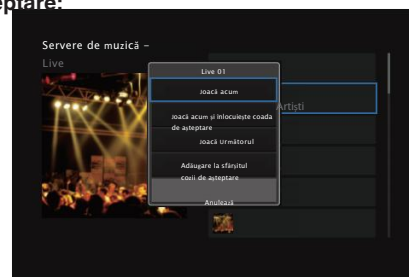 ptare:
Servere de muzică –
Live
Live 01
Joacă acum
Artiști
Joacă acum și înlocuiește coada
de așteptare
Joacă Următorul
Adăugare la sfârșitul
cozii de așteptare
Anulează